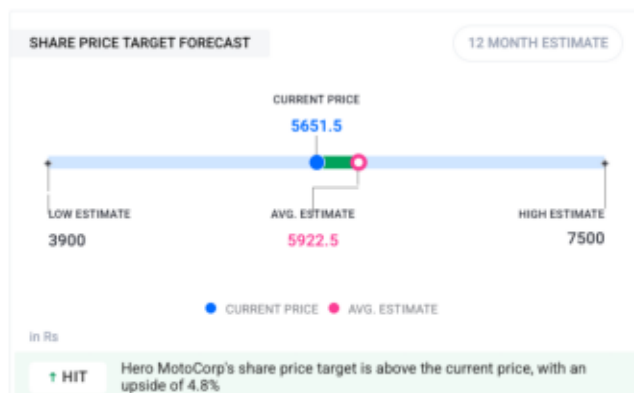 SHARE PRICE TARGET FORECAST
12 MONTH ESTIMATE
CURRENT PRICE
5651.5
LOW ESTIMATE
AVG. ESTIMATE
HIGH ESTIMATE
3900
5922.5
7500
CURRENT PRICE
AVG. ESTIMATE
in Rs
↑ HIT
Hero MotoCorp's share price target is above the current price, with an
upside of 4.8%